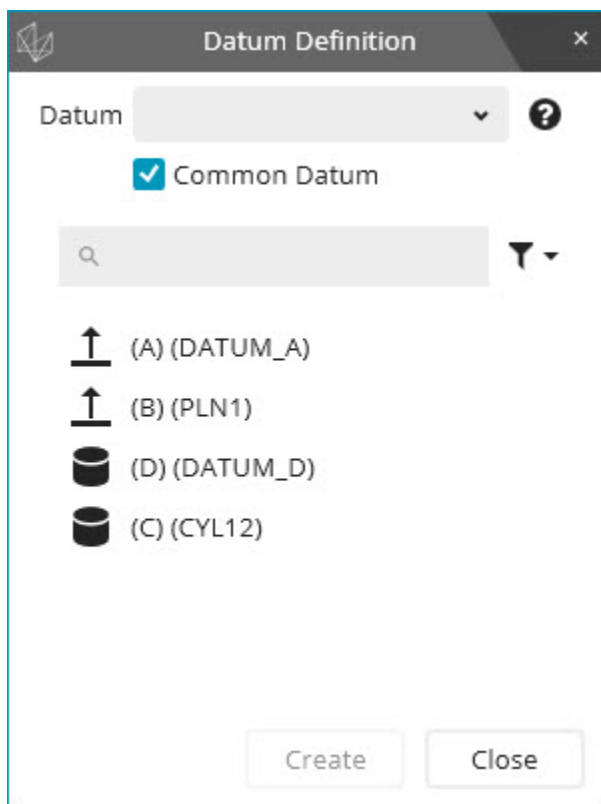 Datum Definition
Datum
Common Datum
(A) (DATUM_A)
(B) (PLN1)
(D) (DATUM_D)
(C) (CYL12)
Create Close